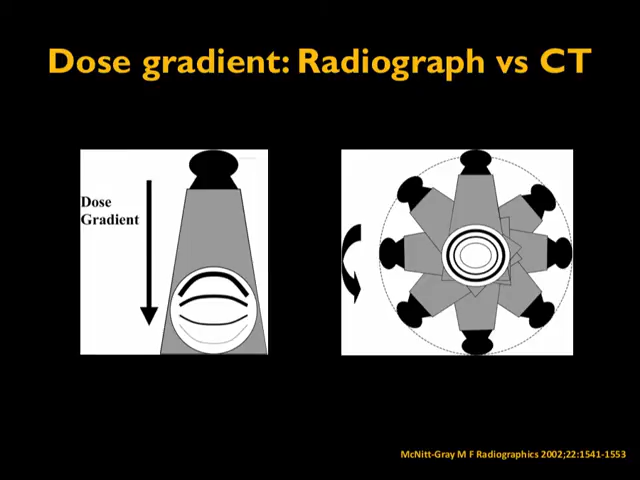 Dose gradient: Radiograph vs CT
Dose
Gradient
McNitt-Gray M F Radiographics 2002;22:1541-1553